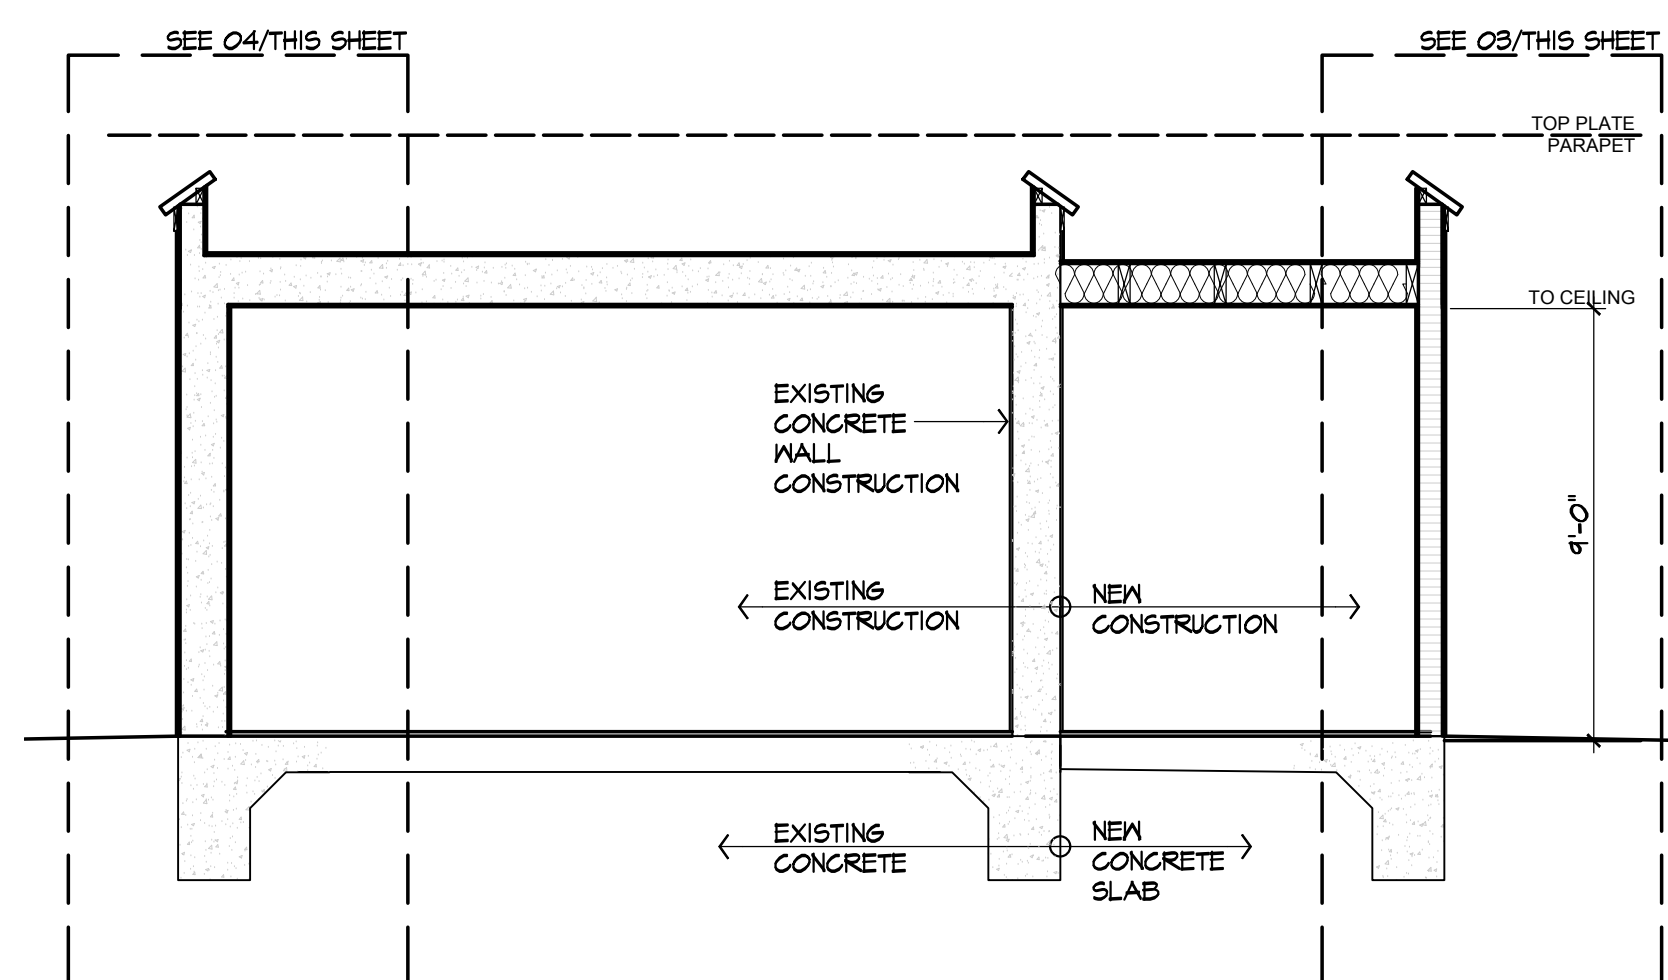 SEE 04/THIS SHEET
SEE 03/THIS SHEET
TOP PLATE
PARAPET
TO CEILING
EXISTING
CONCRETE
WALL
CONSTRUCTION
9'-0"
EXISTING
CONSTRUCTION
NEW
CONSTRUCTION
EXISTING
CONCRETE
NEW
CONCRETE
SLAB